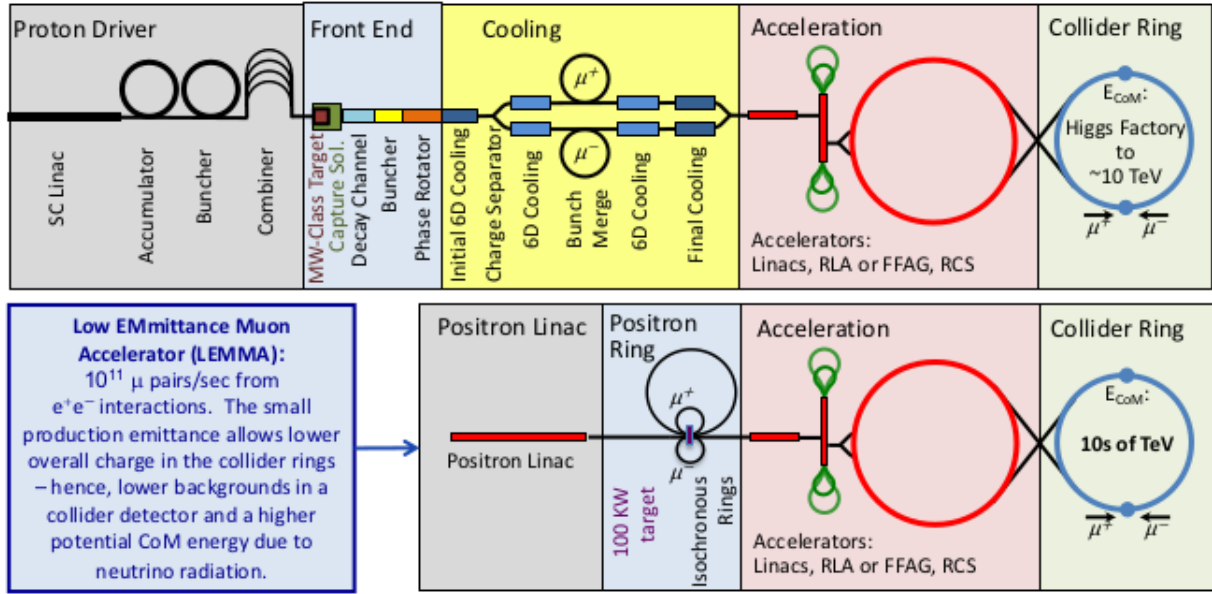 Proton Driver
Front End
Cooling
Acceleration
Collider Ring
SC Linac
Accumulator
Buncher
Combiner
MW-Class Target
Capture Sol.
Decay Channel
Buncher
Phase Rotator
Initial 6D Cooling
Charge Separator
6D Cooling
Bunch
Merge
6D Cooling
Final Cooling
μ+
μ−
Accelerators:
Linacs, RLA or FFAG, RCS
ECoM:
Higgs Factory
to
~10 TeV
μ+ μ−
Low EMmittance Muon
Accelerator (LEMMA):
10¹¹ μ pairs/sec from
e⁺e⁻ interactions. The small
production emittance allows lower
overall charge in the collider rings
– hence, lower backgrounds in a
collider detector and a higher
potential CoM energy due to
neutrino radiation.
Positron Linac
Positron
Ring
Acceleration
Collider Ring
Positron Linac
μ+
μ−
100 KW
target
Isochronous
Rings
Accelerators:
Linacs, RLA or FFAG, RCS
ECoM:
10s of TeV
μ+ μ−